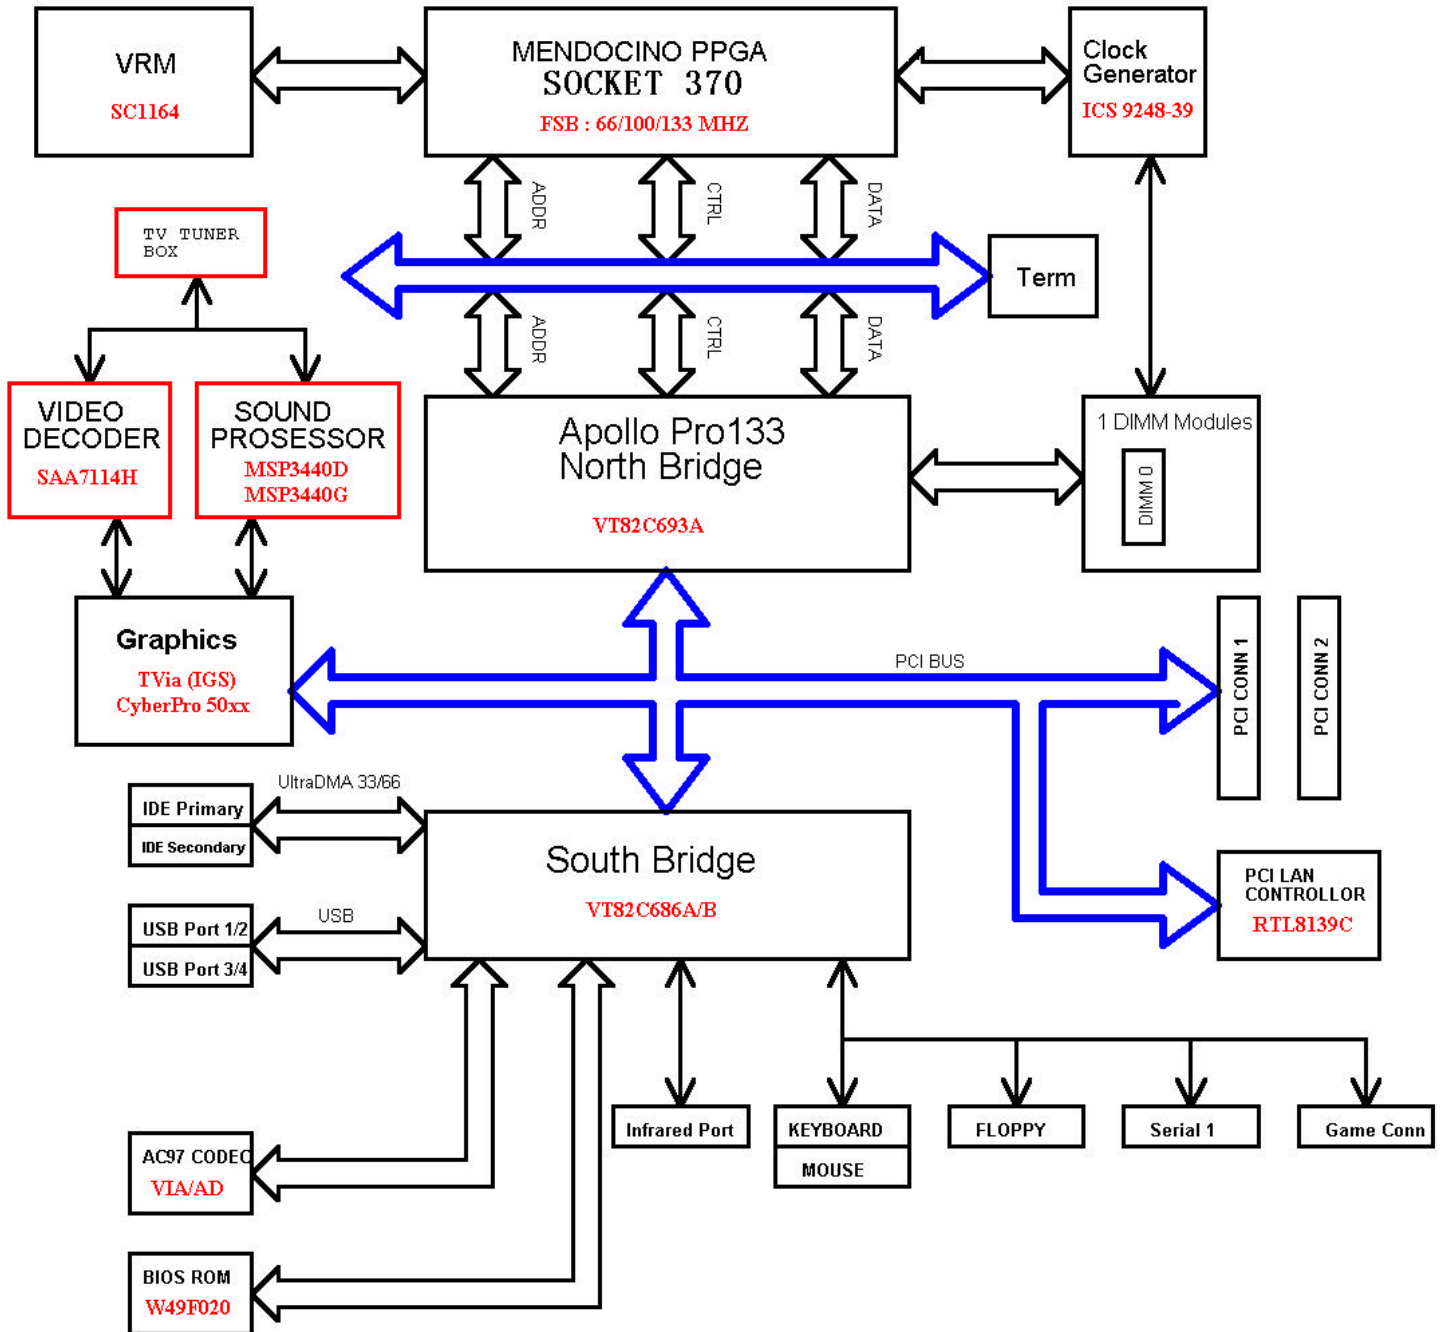 VRM
SC1164
MENDOCINO PPGA
SOCKET 370
FSB : 66/100/133 MHZ
Clock
Generator
ICS 9248-39
ADDR
CTRL
DATA
TV TUNER
BOX
Term
ADDR
CTRL
DATA
VIDEO
DECODER
SAA7114H
SOUND
PROSESSOR
MSP3440D
MSP3440G
Apollo Pro133
North Bridge
VT82C693A
1 DIMM Modules
DIMM 0
Graphics
TVia (IGS)
CyberPro 50xx
PCI BUS
PCI CONN 1
PCI CONN 2
UltraDMA 33/66
IDE Primary
IDE Secondary
South Bridge
VT82C686A/B
PCI LAN
CONTROLLOR
RTL8139C
USB
USB Port 1/2
USB Port 3/4
Infrared Port
KEYBOARD
MOUSE
FLOPPY
Serial 1
Game Conn
AC97 CODEC
VIA/AD
BIOS ROM
W49F020